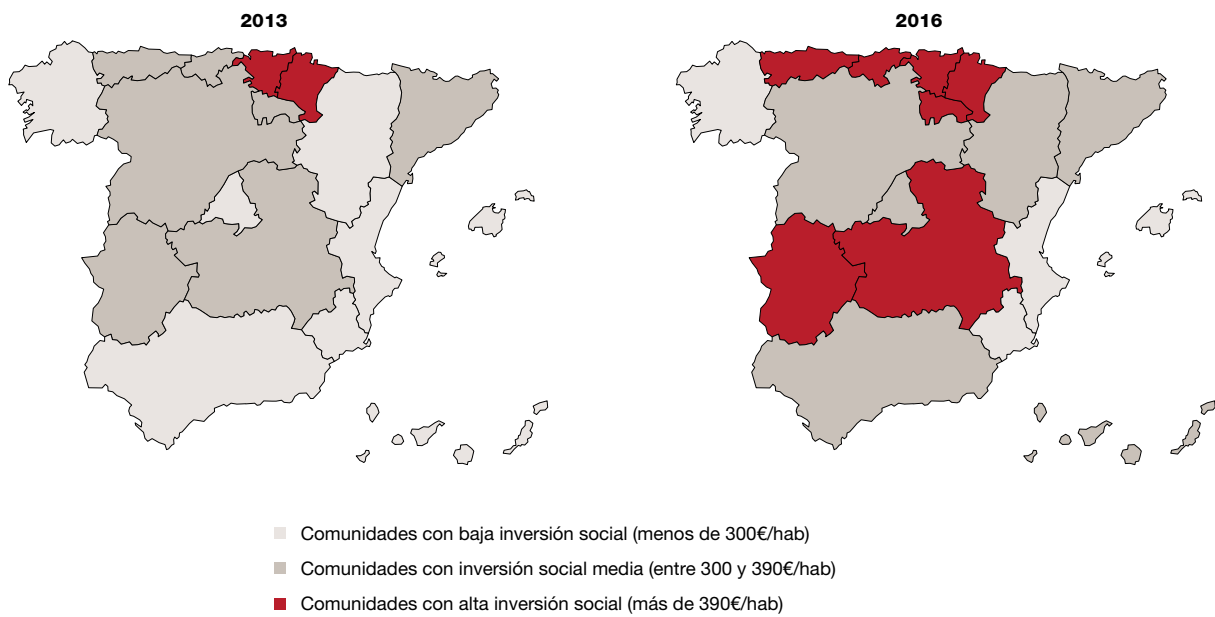 2013
2016
Comunidades con baja inversión social (menos de 300€/hab)
Comunidades con inversión social media (entre 300 y 390€/hab)
Comunidades con alta inversión social (más de 390€/hab)